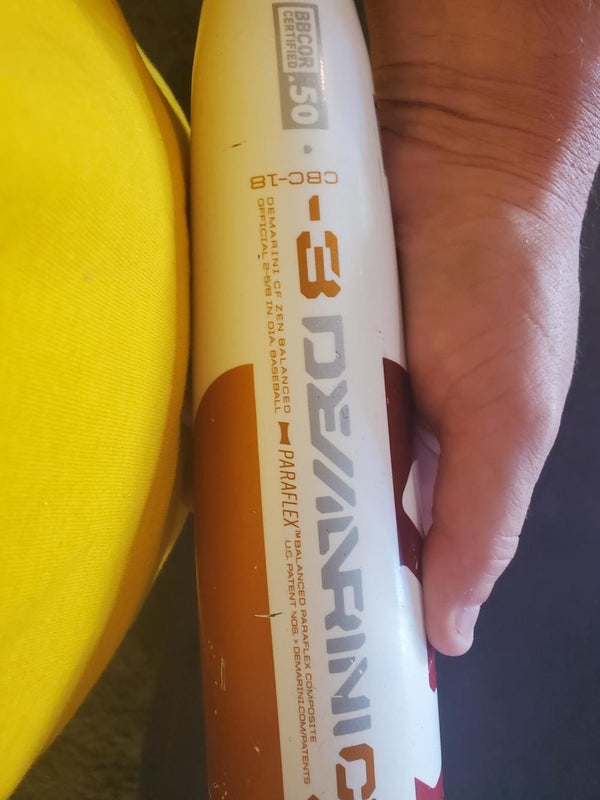 BBCOR
CERTIFIED
.50
CBC-18
-3
DEMARINI
DEMARINI CF ZEN BALANCED
OFFICIAL 2-5/8 IN. DIA. BASEBALL
PARAFLEX™
BALANCED PARAFLEX COMPOSITE
U.S. PATENT NOS. > DEMARINI.COM/PATENTS